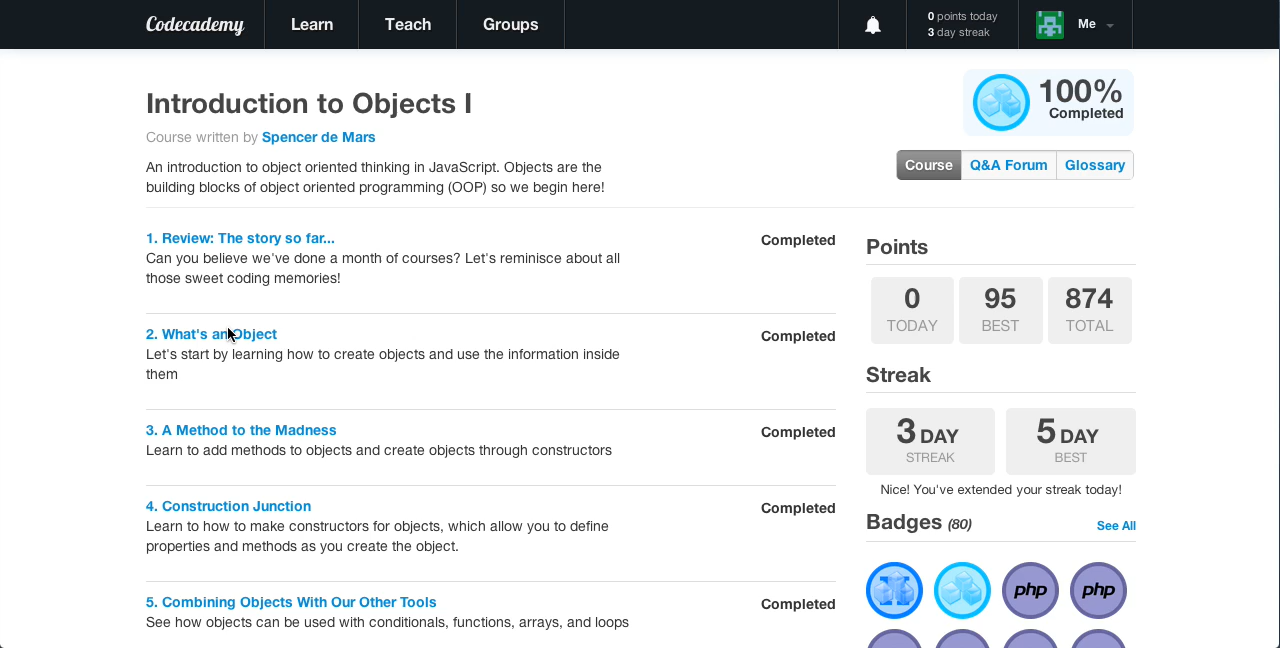 Codecademy
Learn
Teach
Groups
0 points today
3 day streak
Me
Introduction to Objects I
Course written by Spencer de Mars
An introduction to object oriented thinking in JavaScript. Objects are the
building blocks of object oriented programming (OOP) so we begin here!
100%
Completed
Course
Q&A Forum
Glossary
1. Review: The story so far...
Completed
Can you believe we've done a month of courses? Let's reminisce about all
those sweet coding memories!
2. What's an Object
Completed
Let's start by learning how to create objects and use the information inside
them
3. A Method to the Madness
Completed
Learn to add methods to objects and create objects through constructors
4. Construction Junction
Completed
Learn to how to make constructors for objects, which allow you to define
properties and methods as you create the object.
5. Combining Objects With Our Other Tools
Completed
See how objects can be used with conditionals, functions, arrays, and loops
Points
0
TODAY
95
BEST
874
TOTAL
Streak
3 DAY
STREAK
5 DAY
BEST
Nice! You've extended your streak today!
Badges (80)
See All
php
php